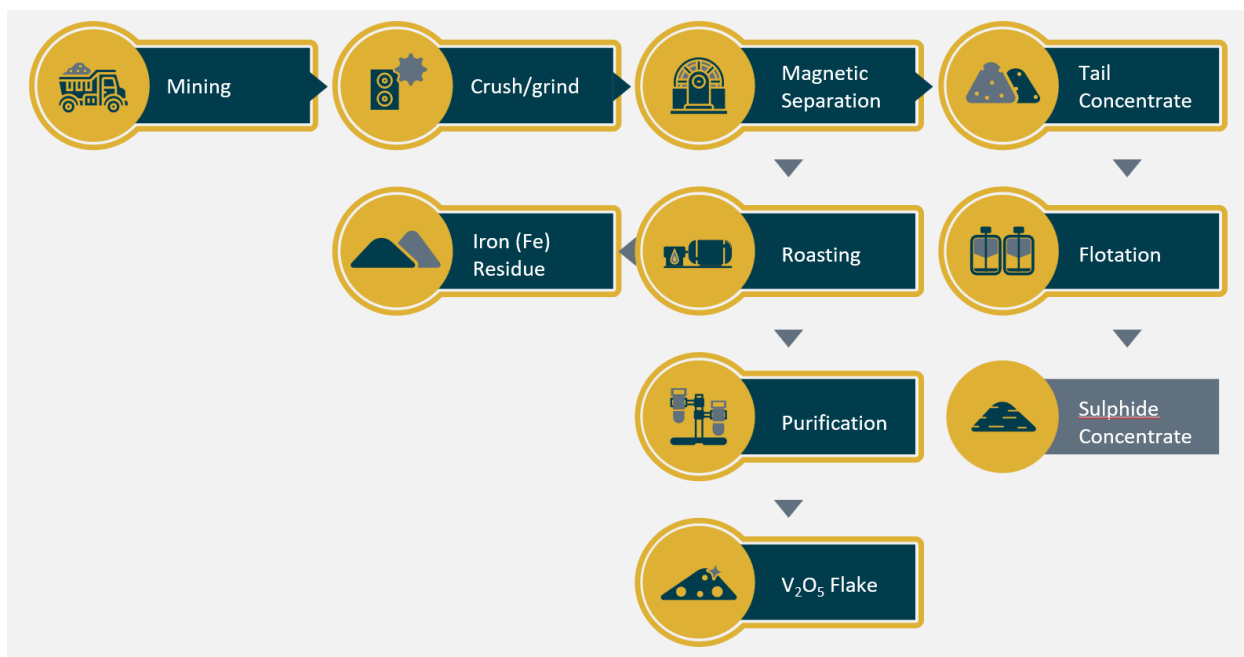 Mining
Crush/grind
Magnetic
Separation
Tail
Concentrate
Iron (Fe)
Residue
Roasting
Flotation
Purification
Sulphide
Concentrate
V₂O₅ Flake